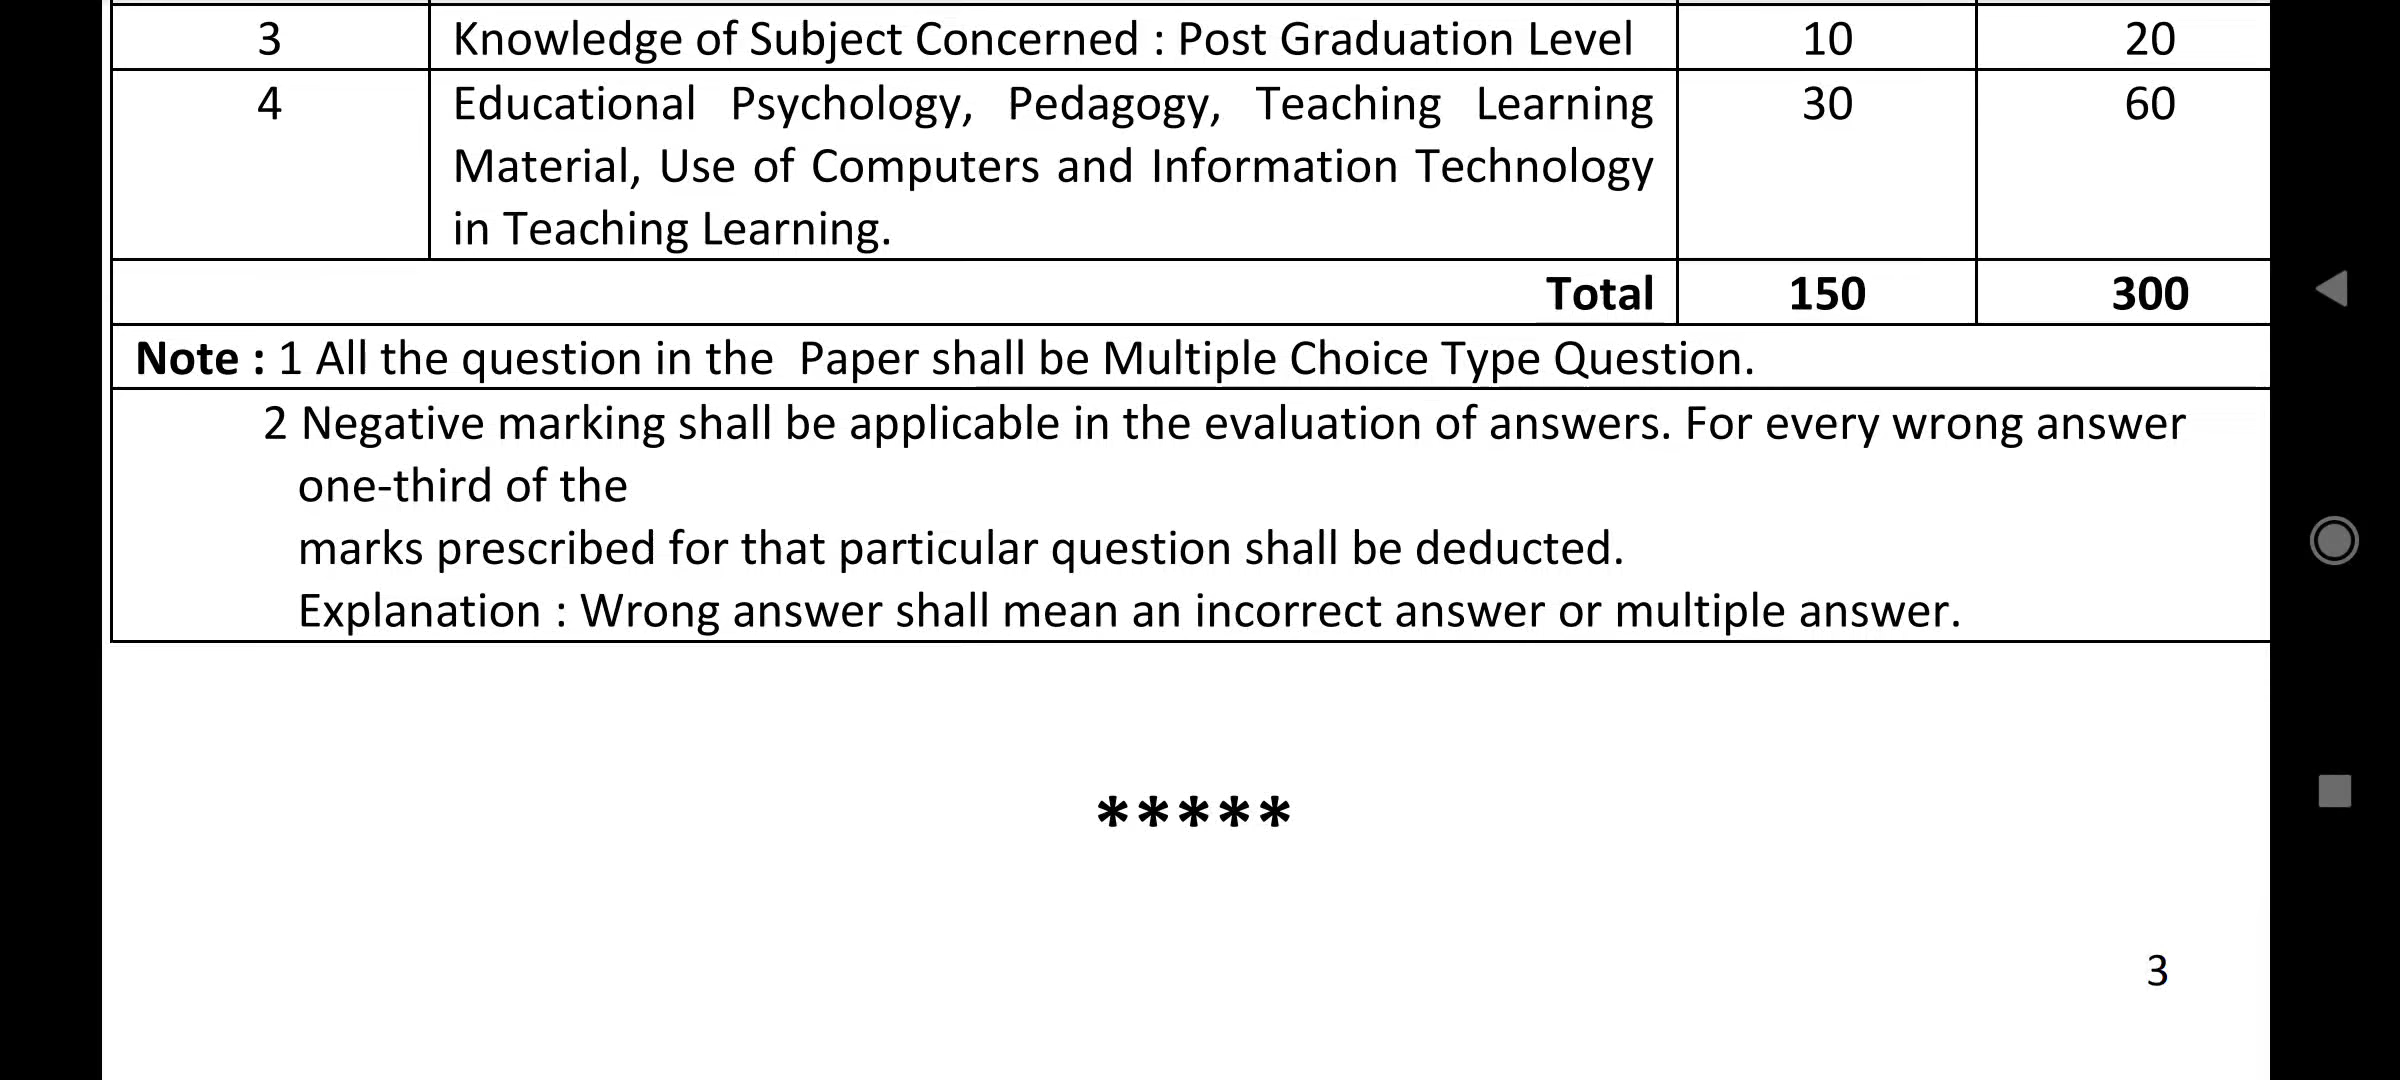 3 Knowledge of Subject Concerned : Post Graduation Level 10 20
4 Educational Psychology, Pedagogy, Teaching Learning 30 60
Material, Use of Computers and Information Technology
in Teaching Learning.
Total 150 300
Note : 1 All the question in the Paper shall be Multiple Choice Type Question.
2 Negative marking shall be applicable in the evaluation of answers. For every wrong answer
one-third of the
marks prescribed for that particular question shall be deducted.
Explanation : Wrong answer shall mean an incorrect answer or multiple answer.
*****
3